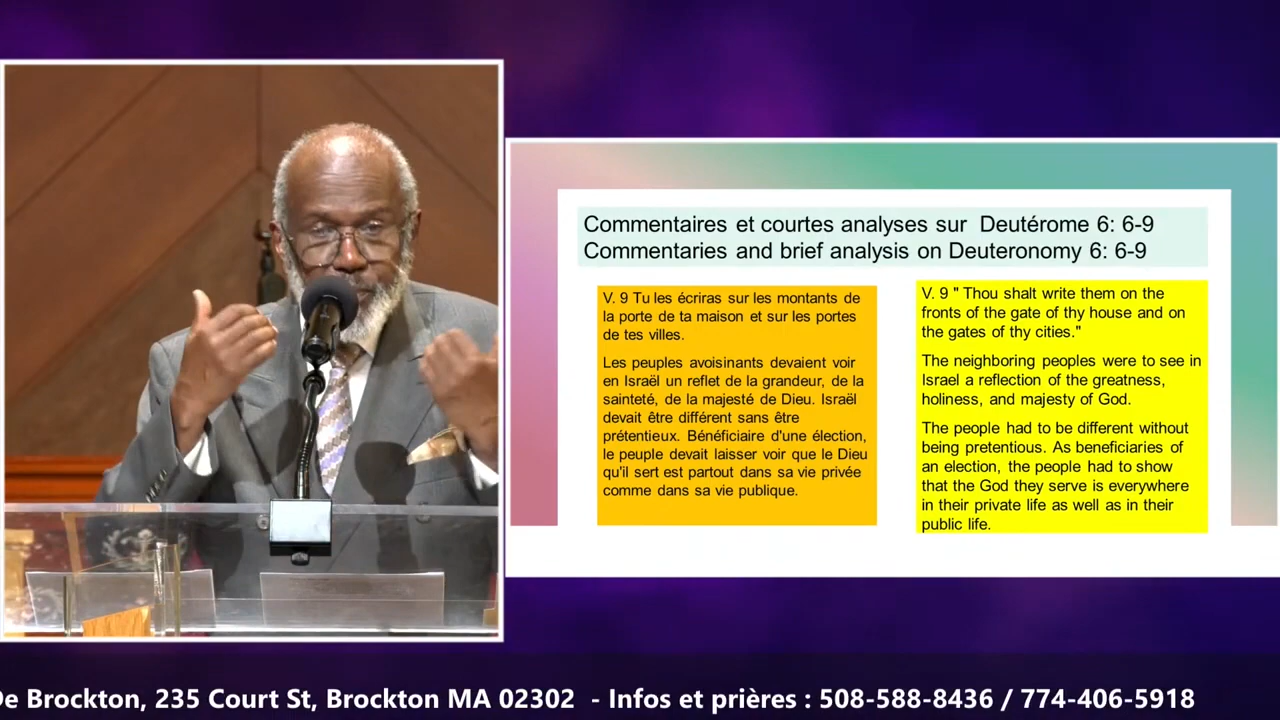 Commentaires et courtes analyses sur Deutérome 6: 6-9
Commentaries and brief analysis on Deuteronomy 6: 6-9
V. 9 Tu les écriras sur les montants de
la porte de ta maison et sur les portes
de tes villes.
Les peuples avoisinants devaient voir
en Israël un reflet de la grandeur, de la
sainteté, de la majesté de Dieu. Israël
devait être différent sans être
prétentieux. Bénéficiaire d'une élection,
le peuple devait laisser voir que le Dieu
qu'il sert est partout dans sa vie privée
comme dans sa vie publique.
V. 9 " Thou shalt write them on the
fronts of the gate of thy house and on
the gates of thy cities."
The neighboring peoples were to see in
Israel a reflection of the greatness,
holiness, and majesty of God.
The people had to be different without
being pretentious. As beneficiaries of
an election, the people had to show
that the God they serve is everywhere
in their private life as well as in their
public life.
De Brockton, 235 Court St, Brockton MA 02302 - Infos et prières : 508-588-8436 / 774-406-5918